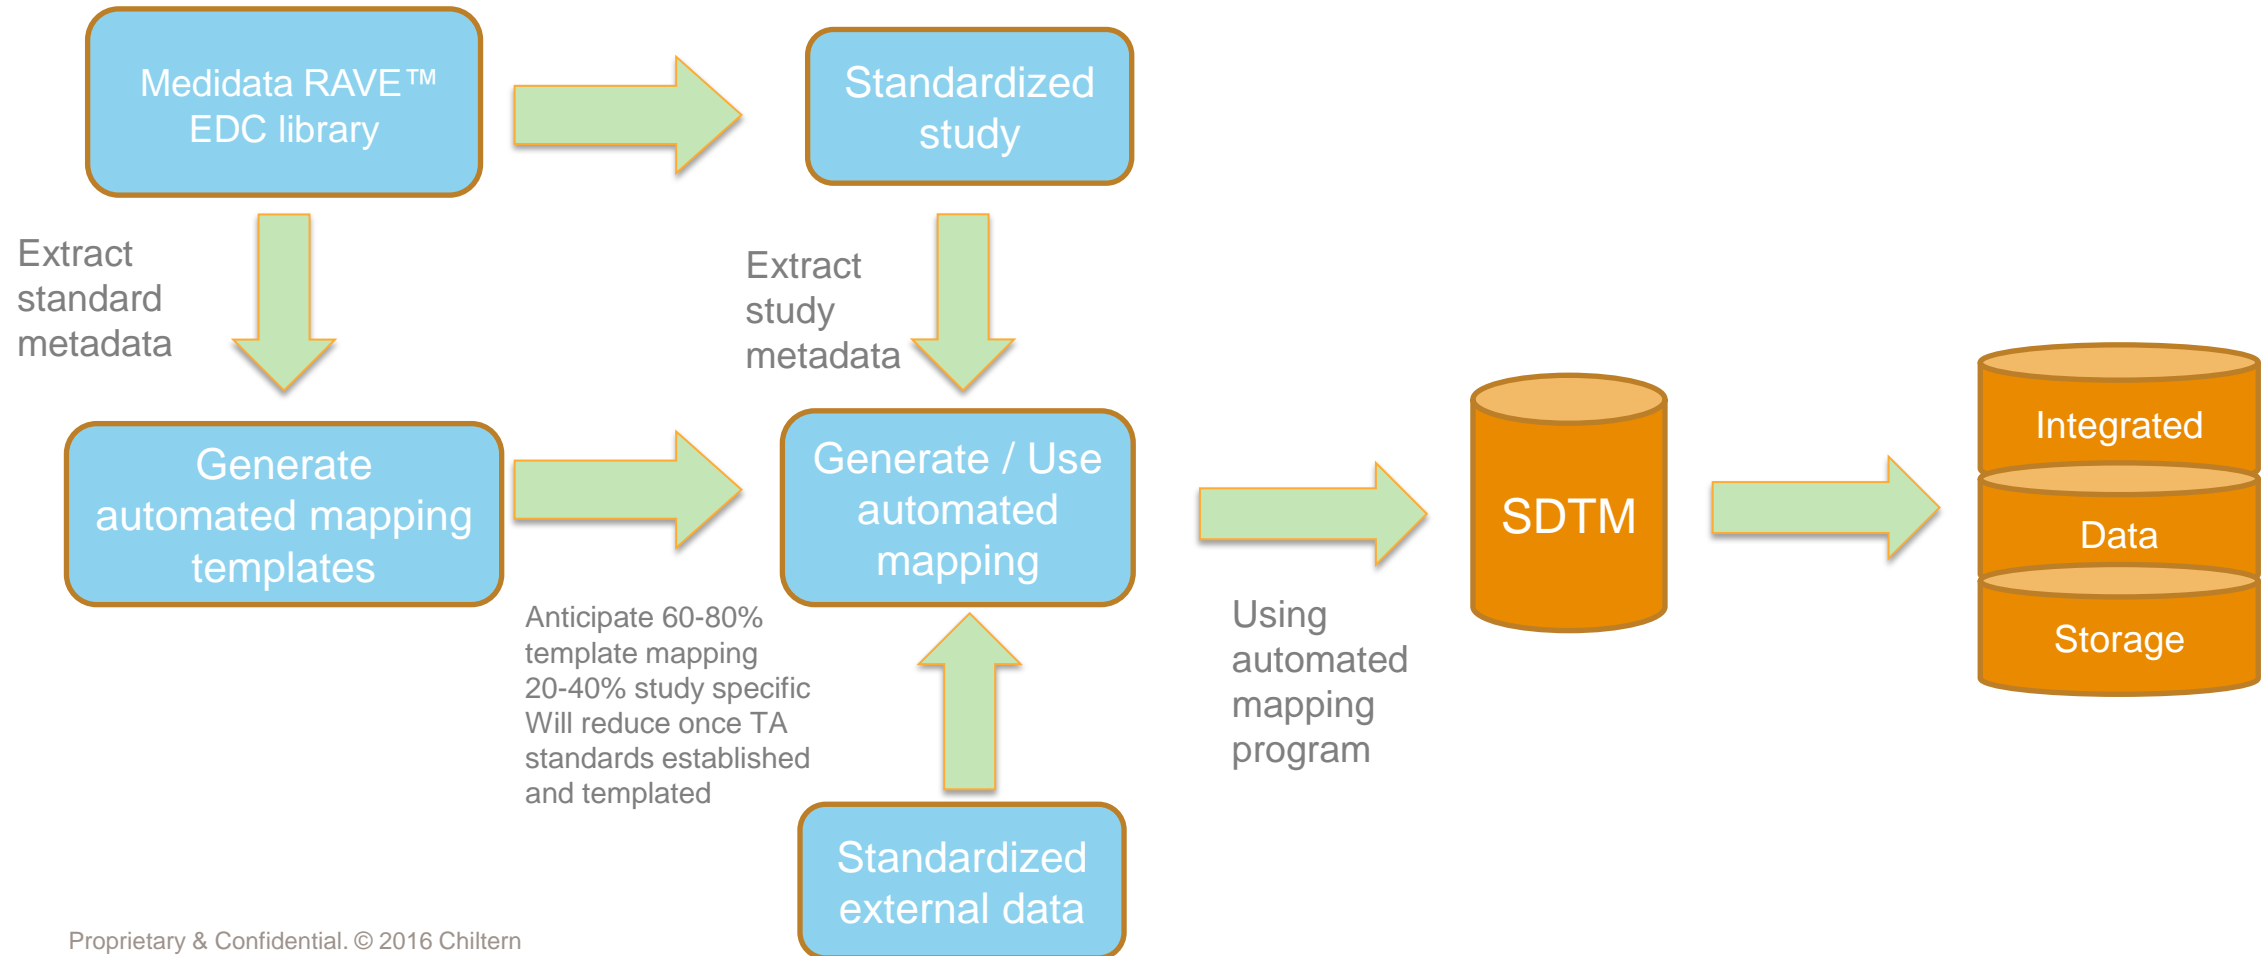 Medidata RAVE™
EDC library
Standardized
study
Extract
standard
metadata
Extract
study
metadata
Generate
automated mapping
templates
Generate / Use
automated
mapping
SDTM
Integrated
Data
Storage
Anticipate 60-80%
template mapping
20-40% study specific
Will reduce once TA
standards established
and templated
Using
automated
mapping
program
Standardized
external data
Proprietary & Confidential. © 2016 Chiltern